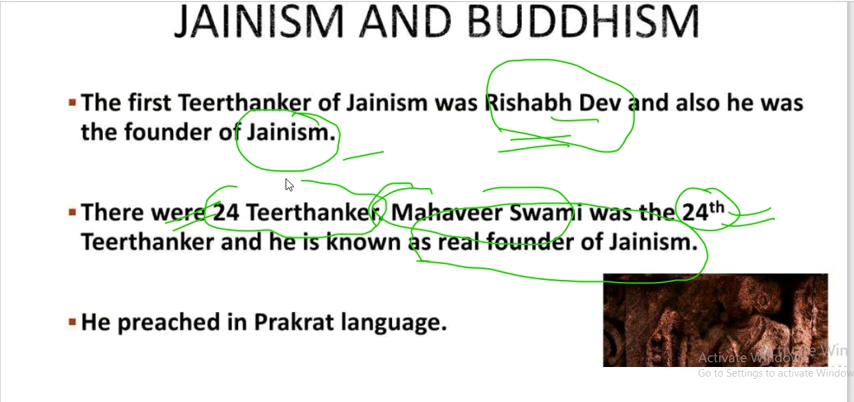 JAINISM AND BUDDHISM
▪ The first Teerthanker of Jainism was Rishabh Dev and also he was
the founder of Jainism.
▪ There were 24 Teerthanker, Mahaveer Swami was the 24th
Teerthanker and he is known as real founder of Jainism.
▪ He preached in Prakrat language.
Activate Windows
Go to Settings to activate Window